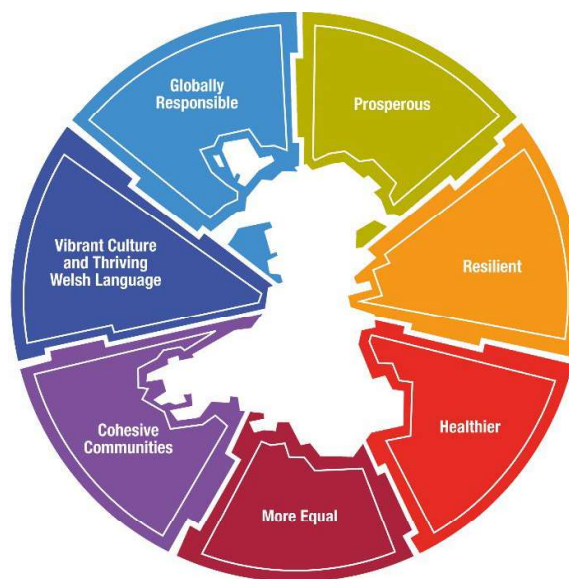 Globally
Responsible
Prosperous
Resilient
Healthier
More Equal
Cohesive
Communities
Vibrant Culture
and Thriving
Welsh Language